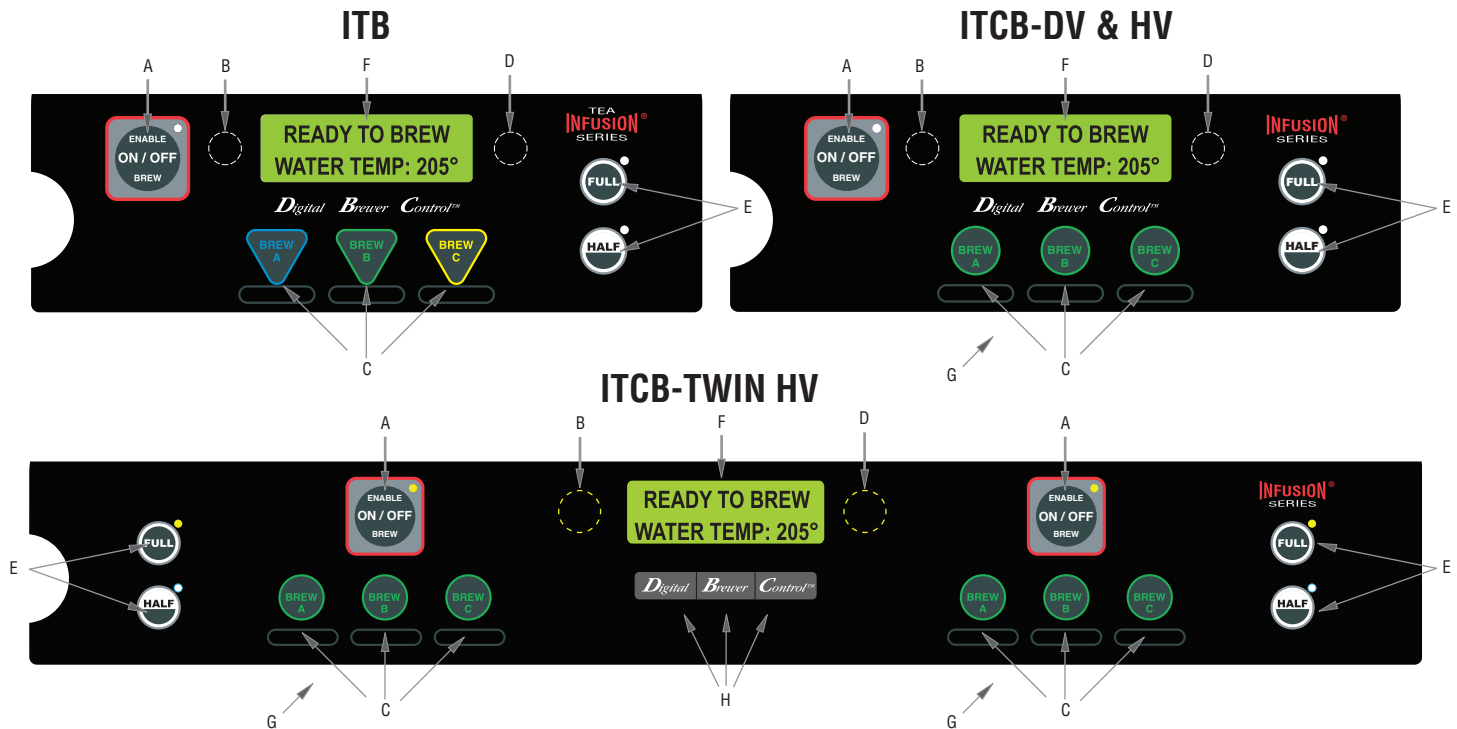 ITB
A
B
F
D
ENABLE
ON / OFF
BREW
READY TO BREW
WATER TEMP: 205°
Digital Brewer Control™
TEA
INFUSION®
SERIES
FULL
HALF
E
BREW
A
BREW
B
BREW
C
C
ITCB-DV & HV
A
B
F
D
ENABLE
ON / OFF
BREW
READY TO BREW
WATER TEMP: 205°
Digital Brewer Control™
INFUSION®
SERIES
FULL
HALF
E
BREW
A
BREW
B
BREW
C
G
C
ITCB-TWIN HV
A
B
F
D
A
E
FULL
HALF
ENABLE
ON / OFF
BREW
BREW
A
BREW
B
BREW
C
G
C
READY TO BREW
WATER TEMP: 205°
Digital Brewer Control™
H
ENABLE
ON / OFF
BREW
BREW
A
BREW
B
BREW
C
G
C
INFUSION®
SERIES
FULL
HALF
E